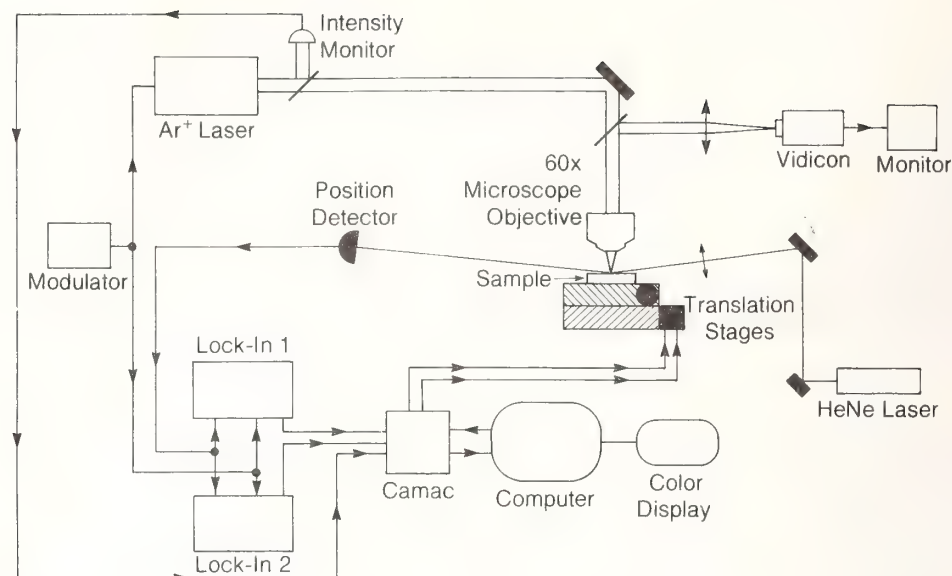 Intensity
Monitor
Ar+ Laser
60x
Microscope
Objective
Vidicon
Monitor
Position
Detector
Modulator
Sample
Translation
Stages
Lock-In 1
HeNe Laser
Camac
Computer
Color
Display
Lock-In 2